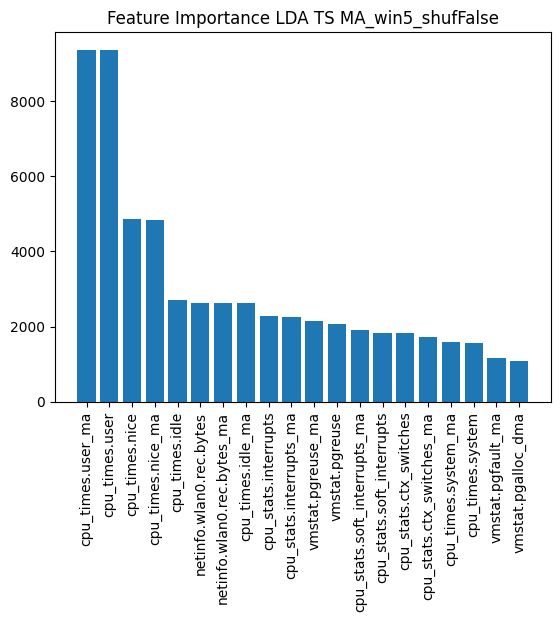 Feature Importance LDA TS MA_win5_shufFalse
8000
6000
4000
2000
0
cpu_times.user_ma
cpu_times.user
cpu_times.nice
cpu_times.nice_ma
cpu_times.idle
netinfo.wlan0.rec.bytes
netinfo.wlan0.rec.bytes_ma
cpu_times.idle_ma
cpu_stats.interrupts
cpu_stats.interrupts_ma
vmstat.pgreuse_ma
vmstat.pgreuse
cpu_stats.soft_interrupts_ma
cpu_stats.soft_interrupts
cpu_stats.ctx_switches
cpu_stats.ctx_switches_ma
cpu_times.system_ma
cpu_times.system
vmstat.pgfault_ma
vmstat.pgalloc_dma